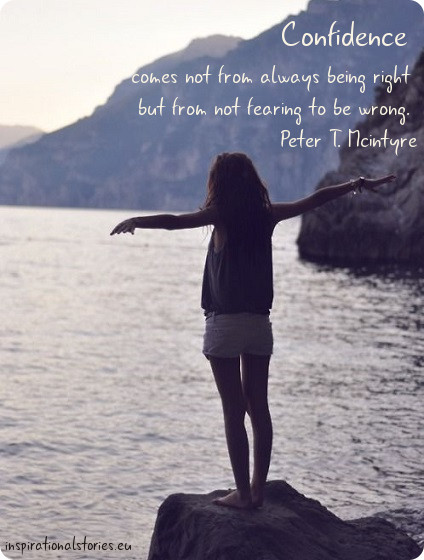 Confidence
comes not from always being right
but from not fearing to be wrong.
Peter T. Mcintyre
inspirationalstories.eu